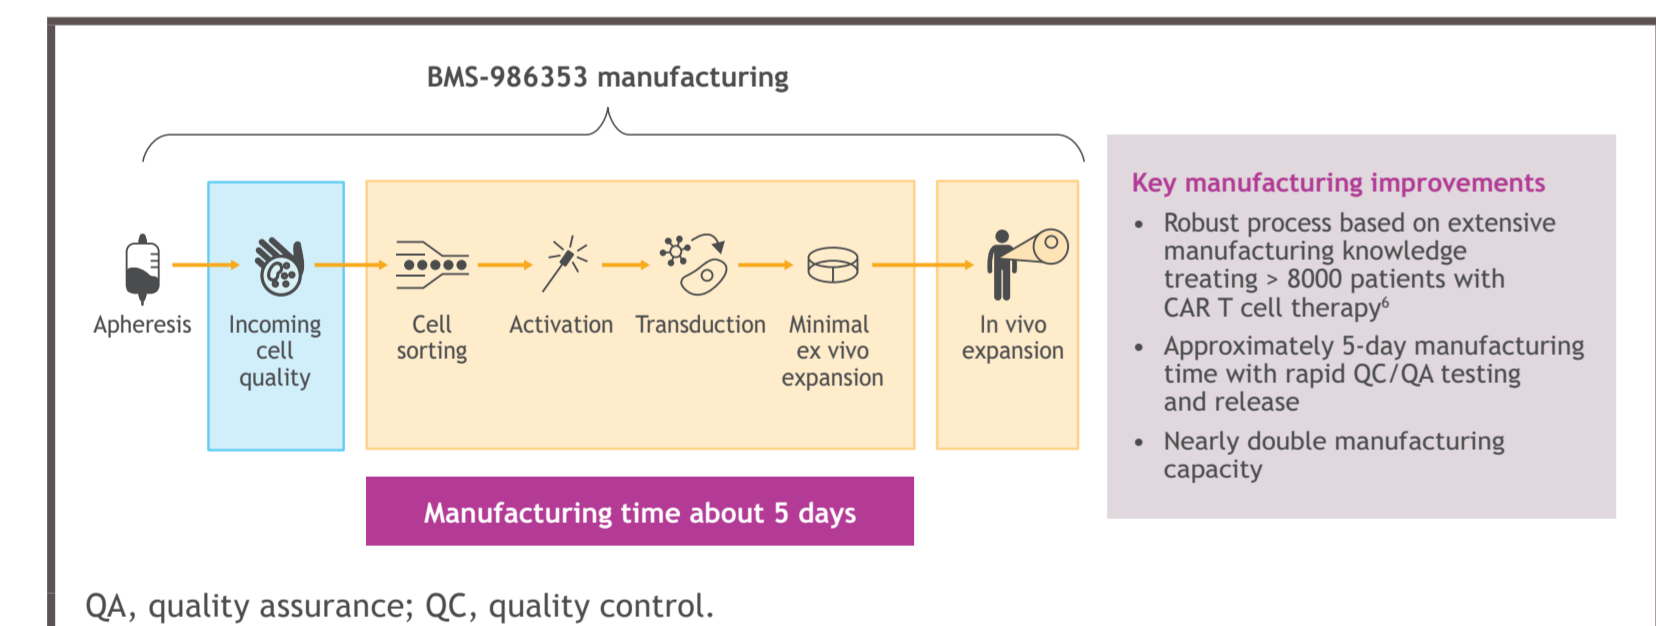 BMS-986353 manufacturing
Apheresis
Incoming
cell
quality
Cell
sorting
Activation
Transduction
Minimal
ex vivo
expansion
In vivo
expansion
Manufacturing time about 5 days
Key manufacturing improvements
• Robust process based on extensive
manufacturing knowledge
treating > 8000 patients with
CAR T cell therapy⁶
• Approximately 5-day manufacturing
time with rapid QC/QA testing
and release
• Nearly double manufacturing
capacity
QA, quality assurance; QC, quality control.